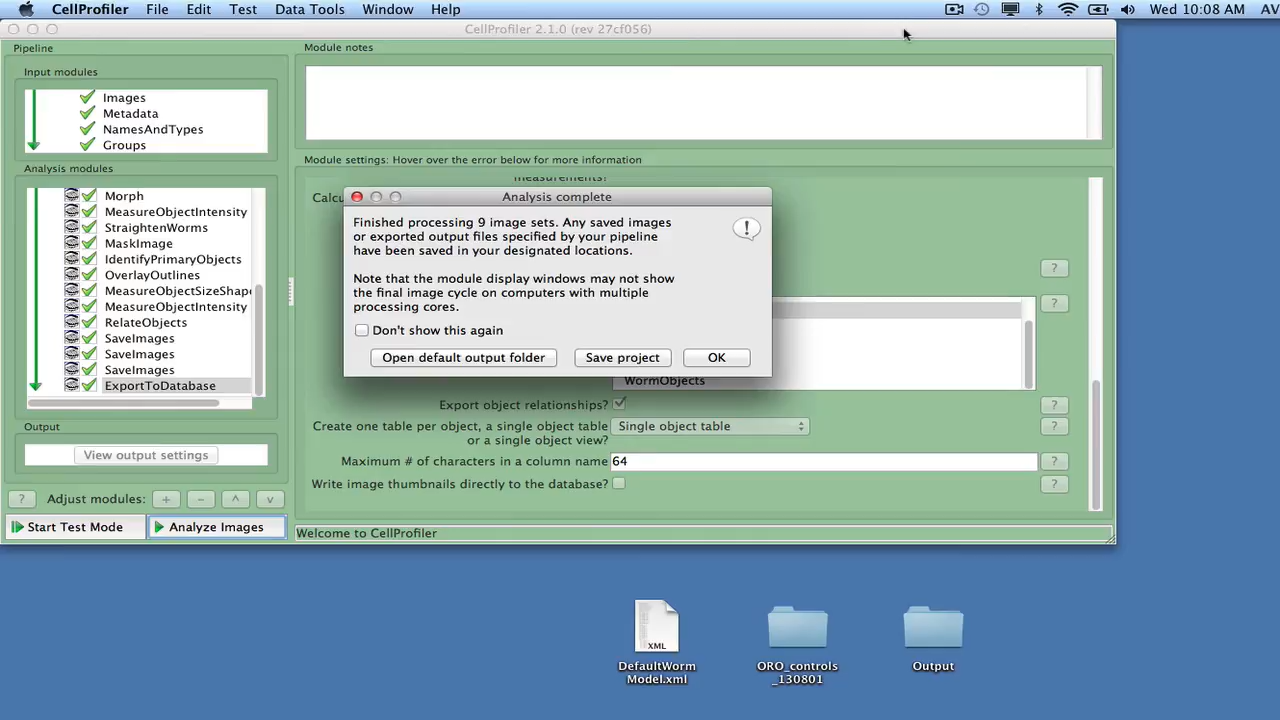 CellProfiler File Edit Test Data Tools Window Help Wed 10:08 AM AV
CellProfiler 2.1.0 (rev 27cf056)
Pipeline
Input modules
Images
Metadata
NamesAndTypes
Groups
Analysis modules
Morph
MeasureObjectIntensity
StraightenWorms
MaskImage
IdentifyPrimaryObjects
OverlayOutlines
MeasureObjectSizeShape
MeasureObjectIntensity
RelateObjects
SaveImages
SaveImages
SaveImages
ExportToDatabase
Output
View output settings
? Adjust modules: + - ^ v
Start Test Mode Analyze Images
Module notes
Module settings: Hover over the error below for more information
measurements?
Calcu
?
?
WormObjects
Export object relationships? ?
Create one table per object, a single object table
or a single object view?
Single object table ?
Maximum # of characters in a column name 64 ?
Write image thumbnails directly to the database? ?
Welcome to CellProfiler
Analysis complete
Finished processing 9 image sets. Any saved images
or exported output files specified by your pipeline
have been saved in your designated locations.
Note that the module display windows may not show
the final image cycle on computers with multiple
processing cores.
Don't show this again
Open default output folder Save project OK
XML
DefaultWorm
Model.xml
ORO_controls
_130801
Output